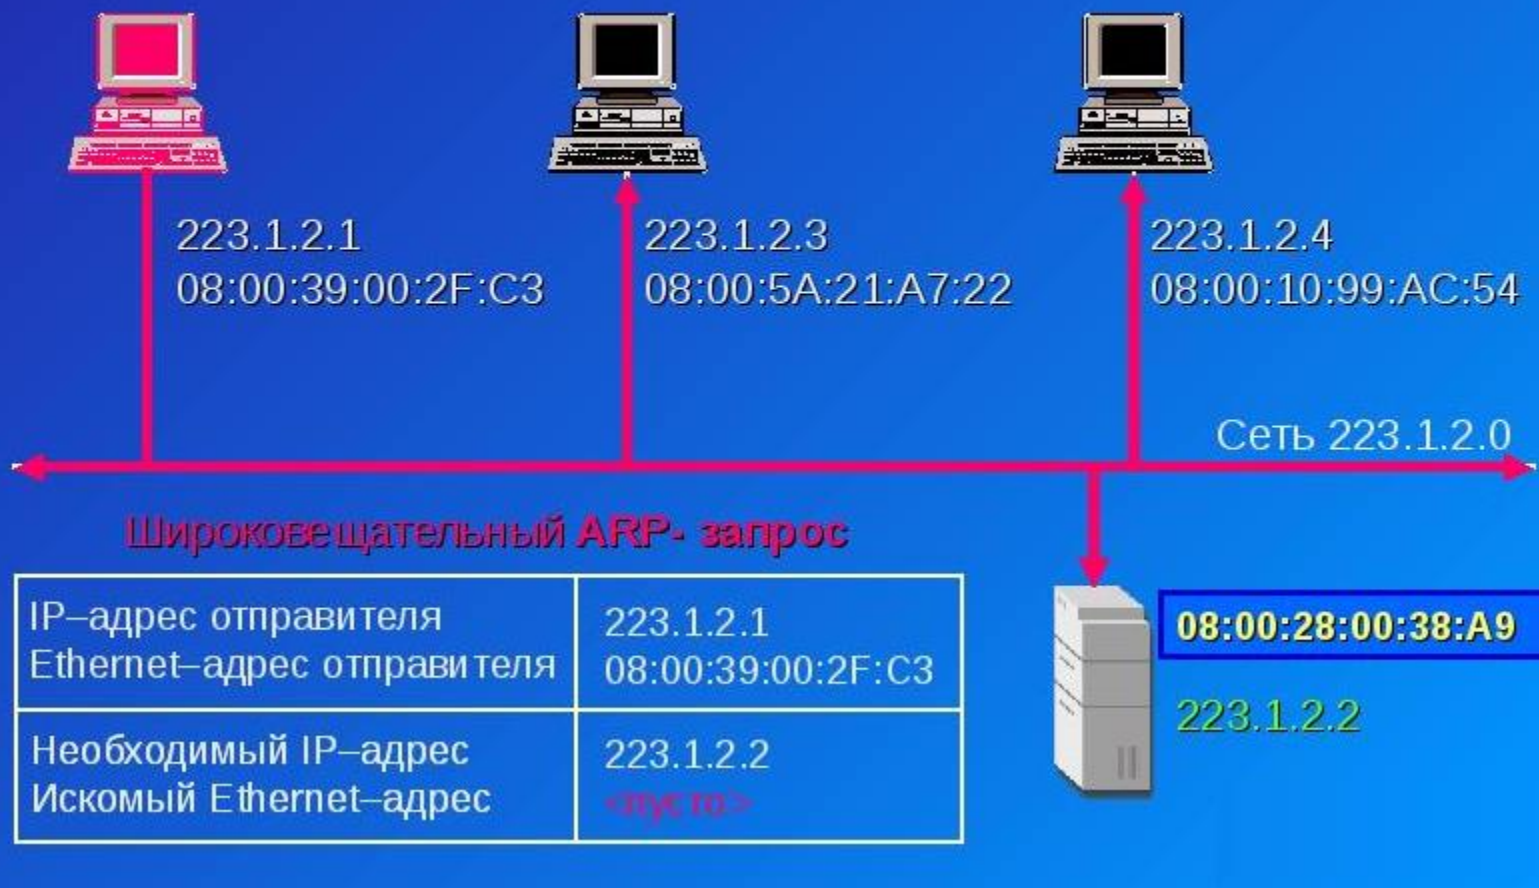 223.1.2.1
08:00:39:00:2F:C3
223.1.2.3
08:00:5A:21:A7:22
223.1.2.4
08:00:10:99:AC:54
Сеть 223.1.2.0
Широковещательный ARP- запрос
IP–адрес отправителя
223.1.2.1
Ethernet–адрес отправителя
08:00:39:00:2F:C3
Необходимый IP–адрес
223.1.2.2
Искомый Ethernet–адрес
<пусто>
08:00:28:00:38:A9
223.1.2.2